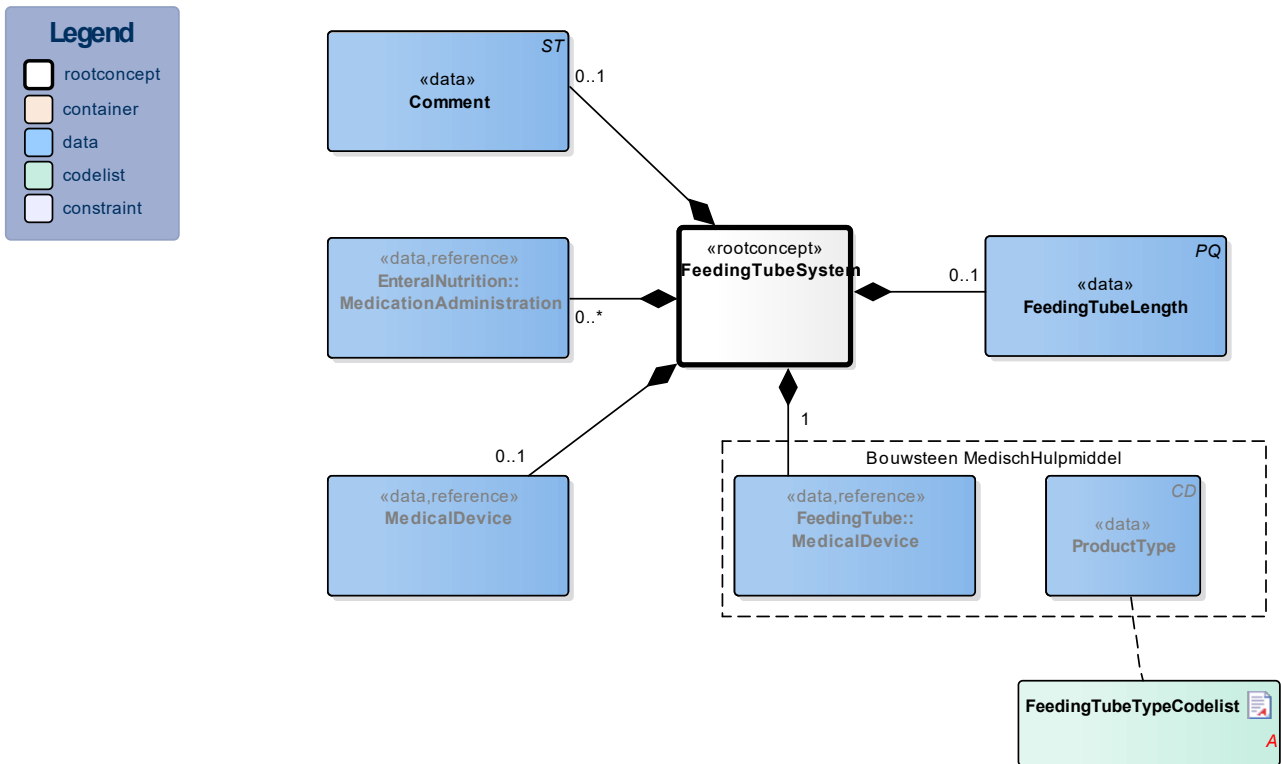 Legend
rootconcept
container
data
codelist
constraint
ST
«data»
Comment
0..1
«data,reference»
EnteralNutrition::
MedicationAdministration
0..*
«rootconcept»
FeedingTubeSystem
0..1
PQ
«data»
FeedingTubeLength
0..1
«data,reference»
MedicalDevice
1
Bouwsteen MedischHulpmiddel
«data,reference»
FeedingTube::
MedicalDevice
CD
«data»
ProductType
FeedingTubeTypeCodelist
A